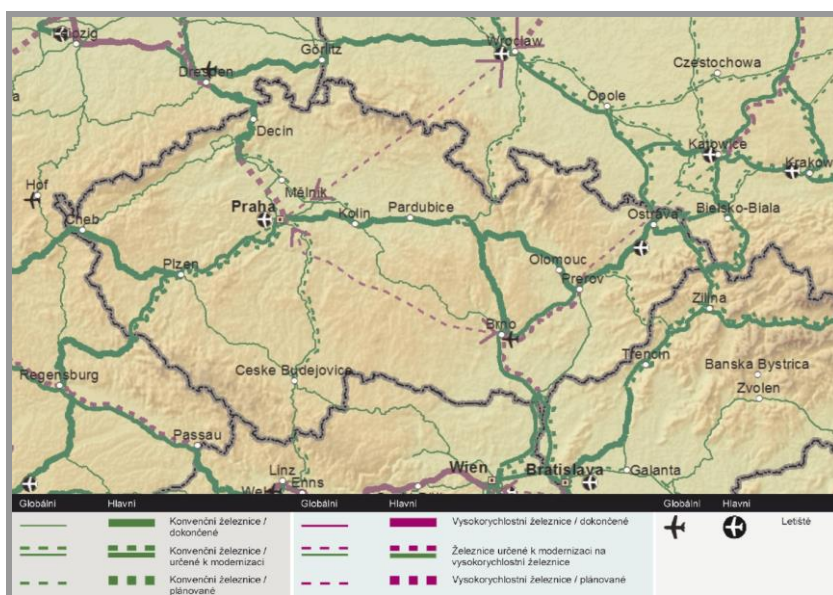 Leipzig
Görlitz
Wroclaw
Dresden
Czestochowa
Opole
Decin
Katowice
Krakow
Hof
Mělník
Praha
Kolin
Pardubice
Ostrava
Bielsko-Biala
Cheb
Plzen
Olomouc
Prerov
Zilina
Brno
Trencin
Regensburg
Ceske Budejovice
Banska Bystrica
Zvolen
Passau
Linz
Enns
Wien
Bratislava
Galanta
Globální Hlavní Globální Hlavní Globální Hlavní
Konvenční železnice /
dokončené
Vysokorychlostní železnice / dokončené
Letiště
Konvenční železnice /
určené k modernizaci
Železnice určené k modernizaci na
vysokorychlostní železnice
Konvenční železnice /
plánované
Vysokorychlostní železnice / plánované